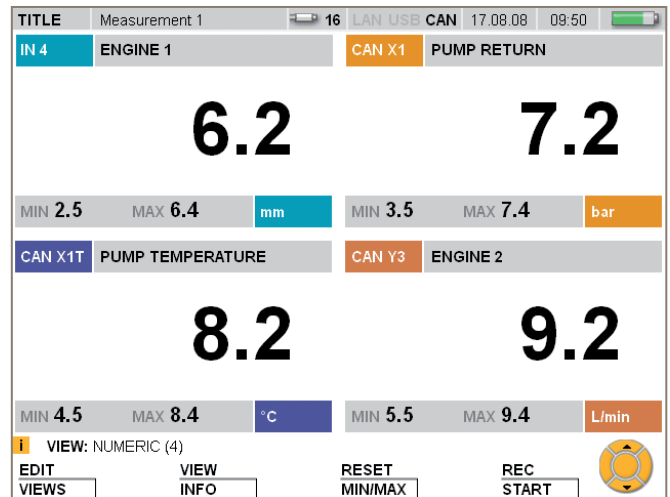 TITLE Measurement 1 16 LAN USB CAN 17.08.08 09:50
IN 4 ENGINE 1
6.2
MIN 2.5 MAX 6.4 mm
CAN X1 PUMP RETURN
7.2
MIN 3.5 MAX 7.4 bar
CAN X1T PUMP TEMPERATURE
8.2
MIN 4.5 MAX 8.4 °C
CAN Y3 ENGINE 2
9.2
MIN 5.5 MAX 9.4 L/min
i VIEW: NUMERIC (4)
EDIT VIEWS
VIEW INFO
RESET MIN/MAX
REC START